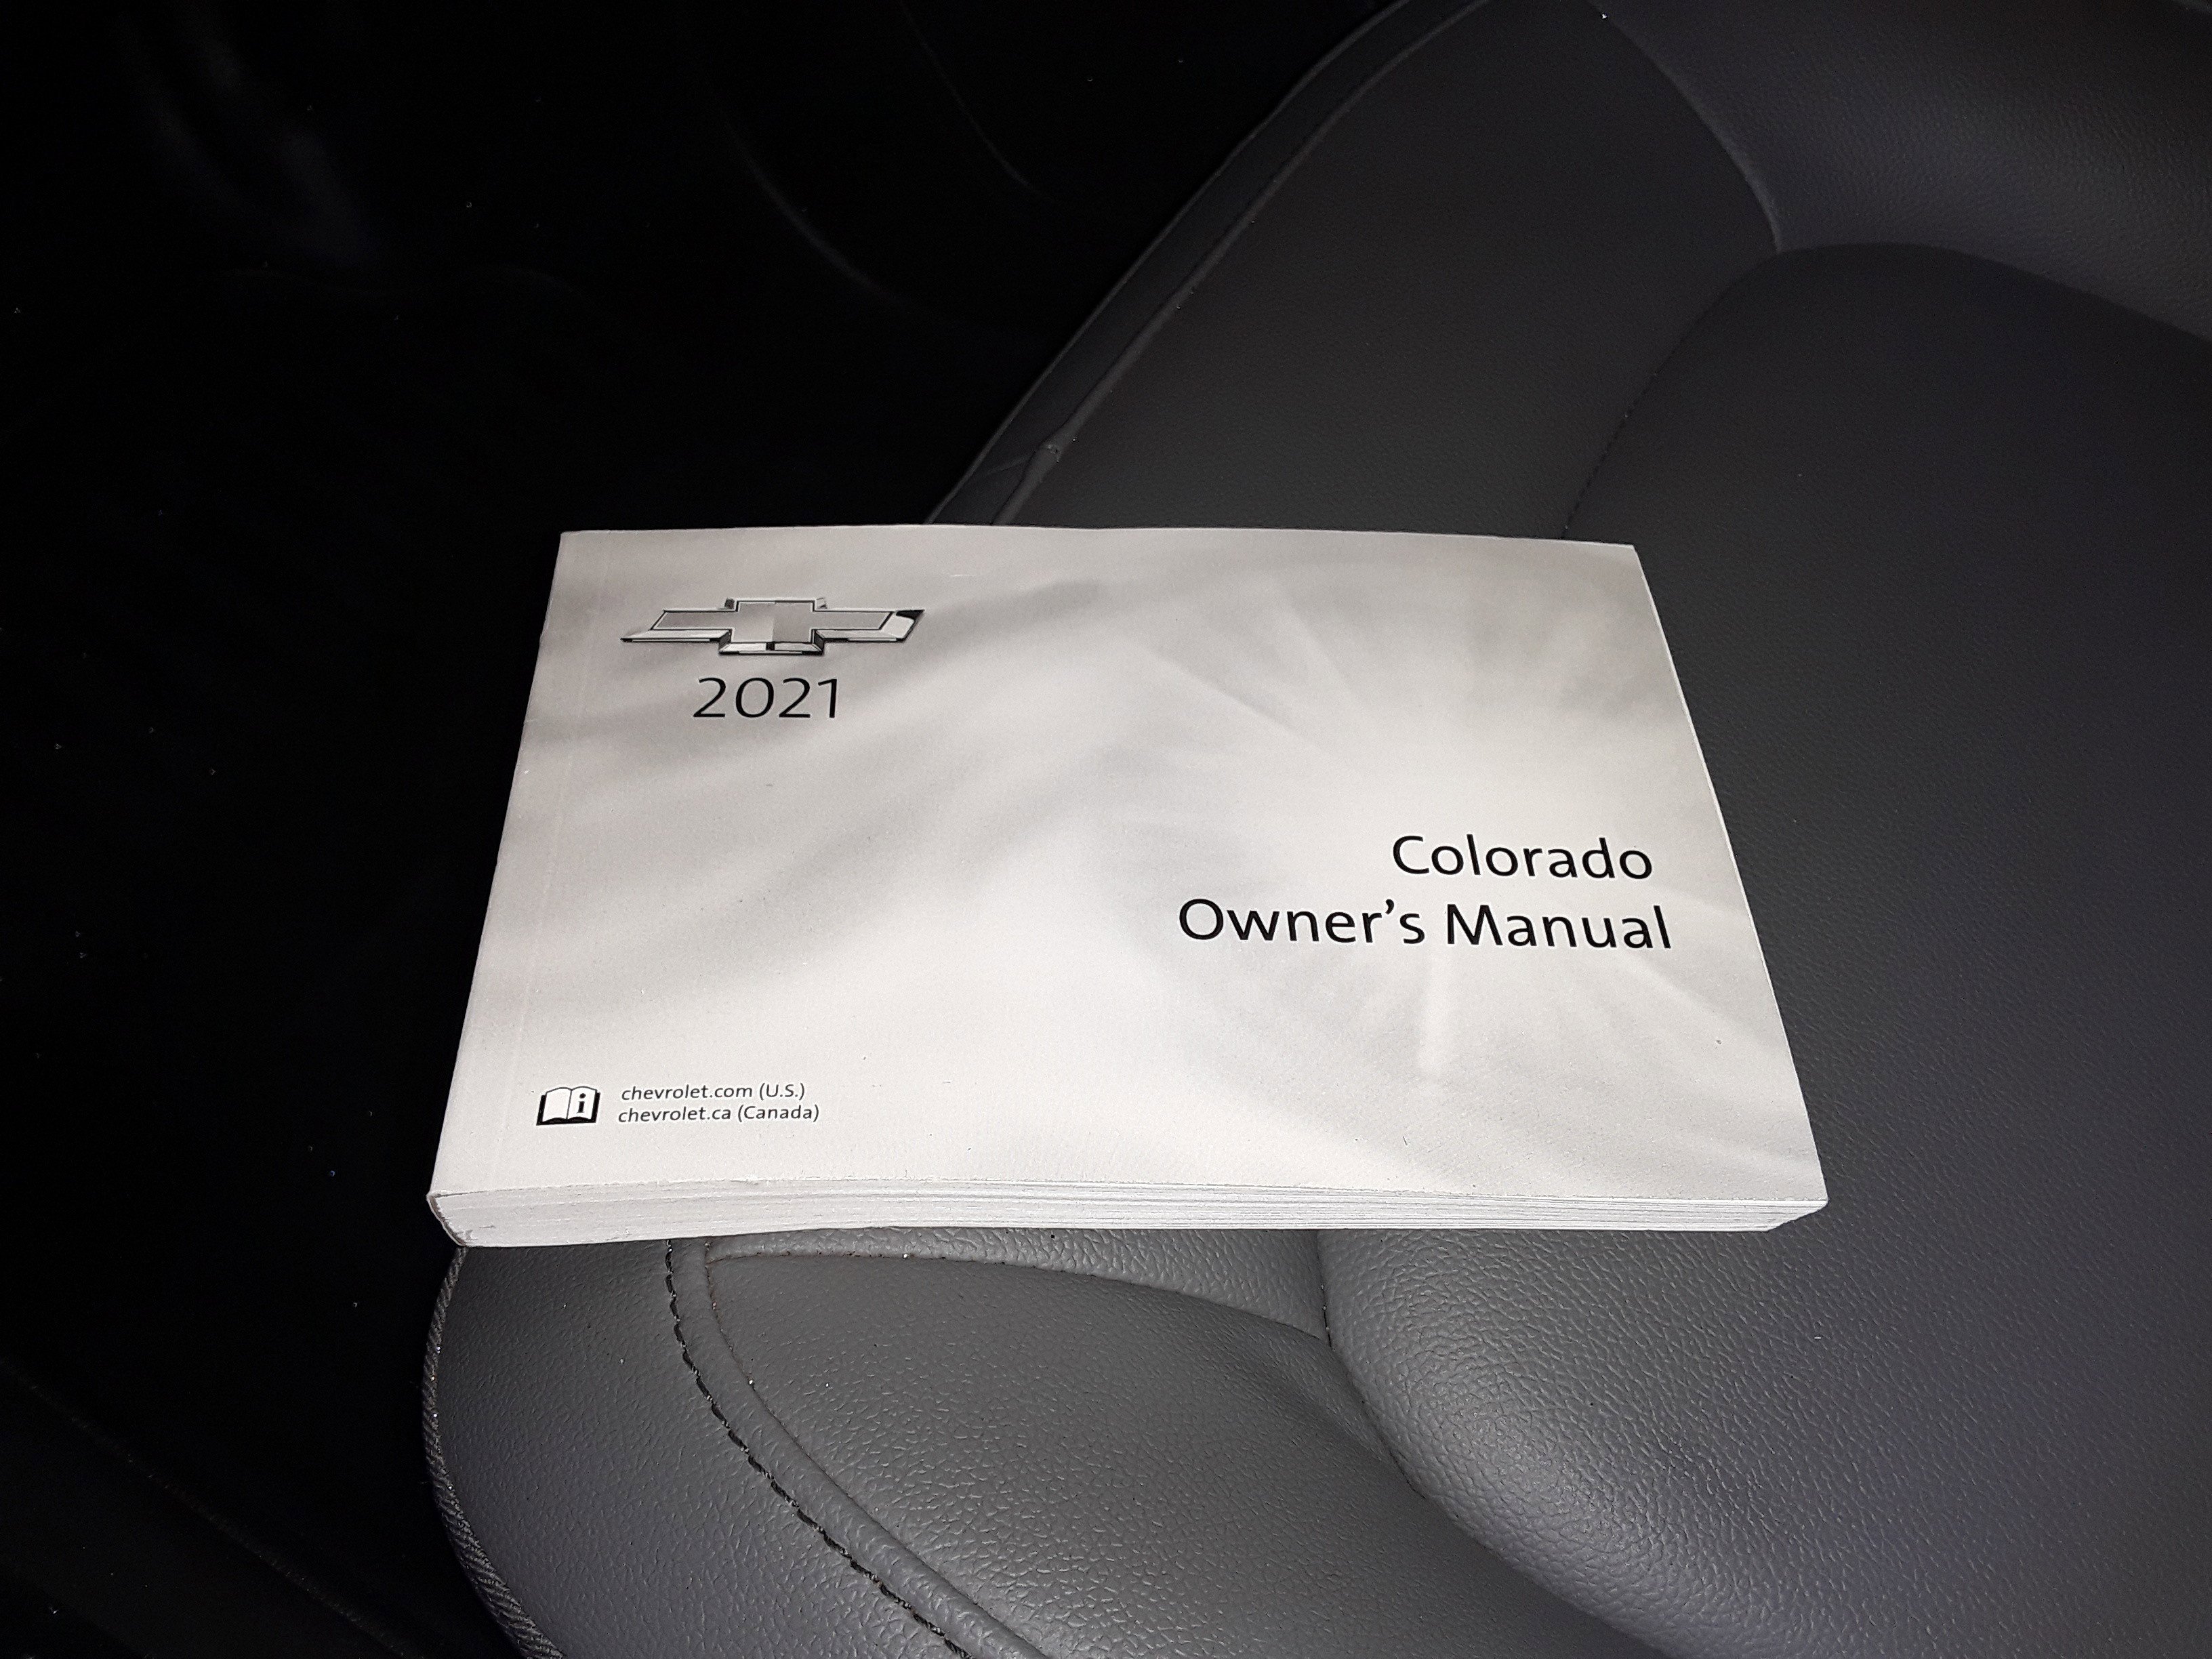 2021
Colorado
Owner's Manual
chevrolet.com (U.S.)
chevrolet.ca (Canada)